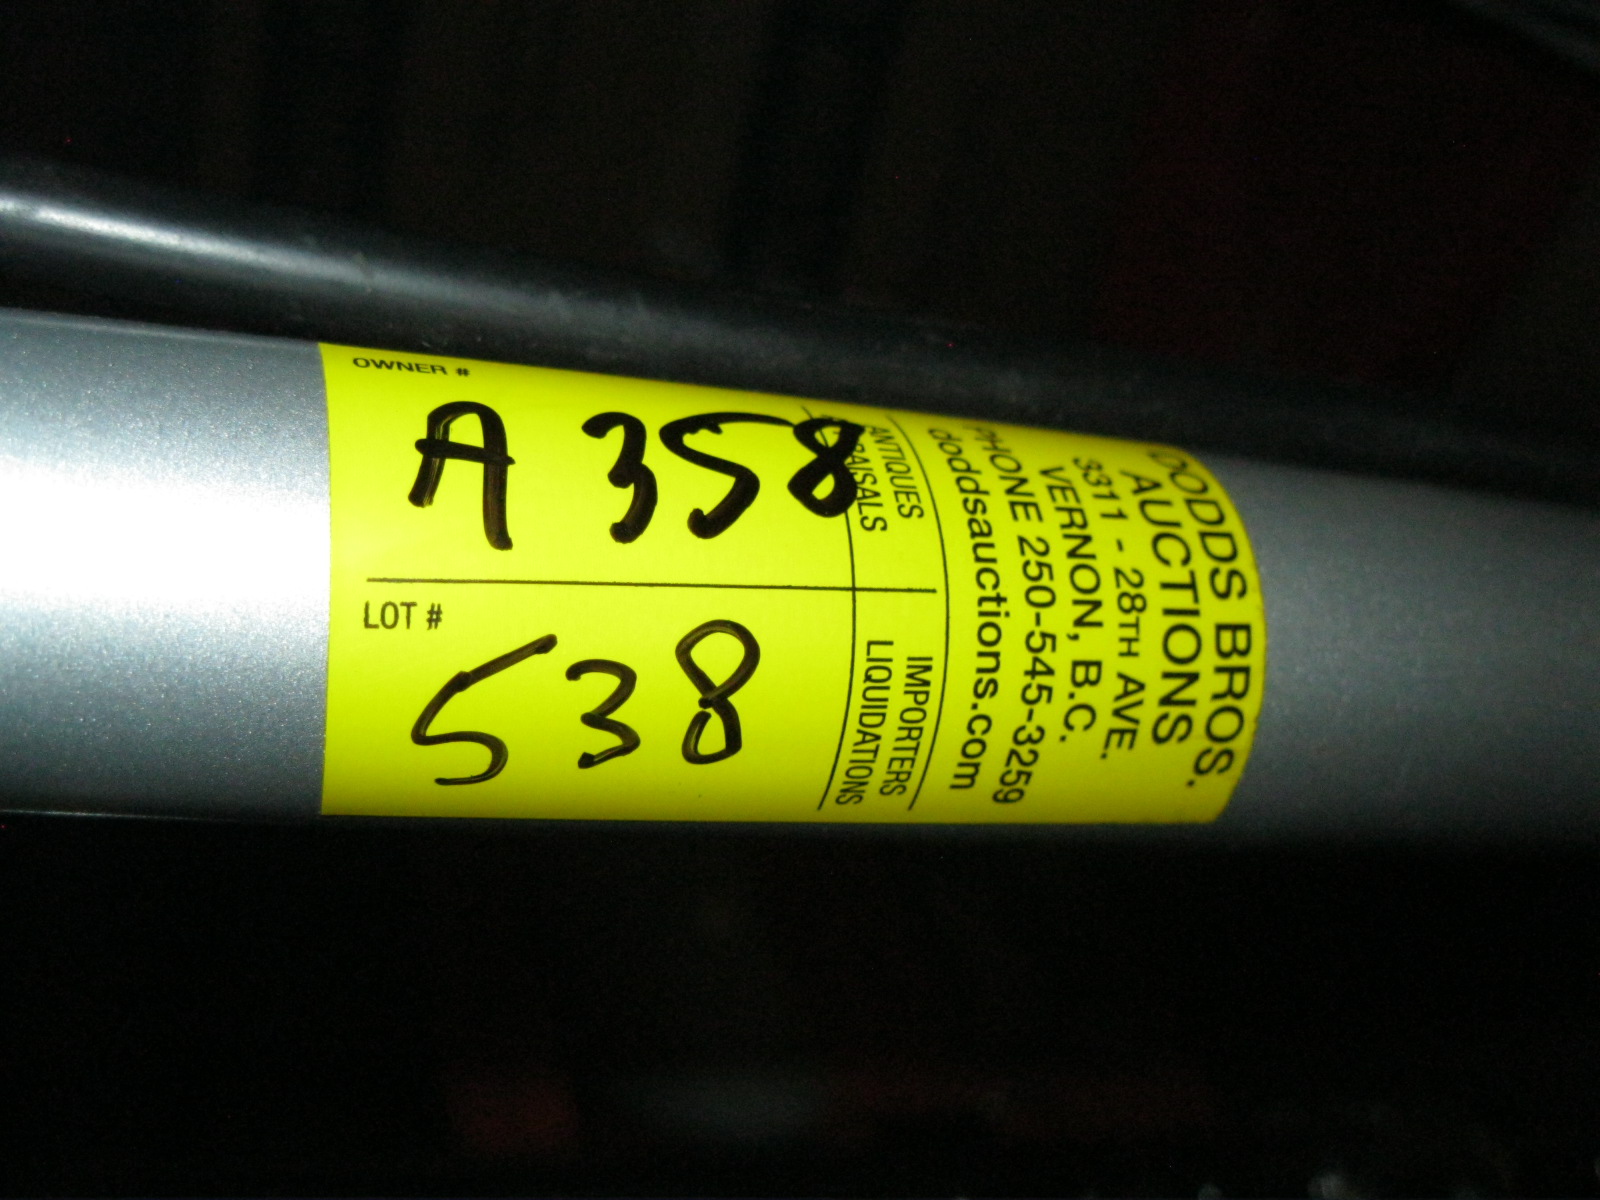 OWNER #
A 358
LOT #
538
DODDS BROS.
AUCTIONS
3311 - 28TH AVE.
VERNON, B.C.
PHONE 250-545-3259
doddsauctions.com
ANTIQUES
IMPORTERS
LIQUIDATIONS